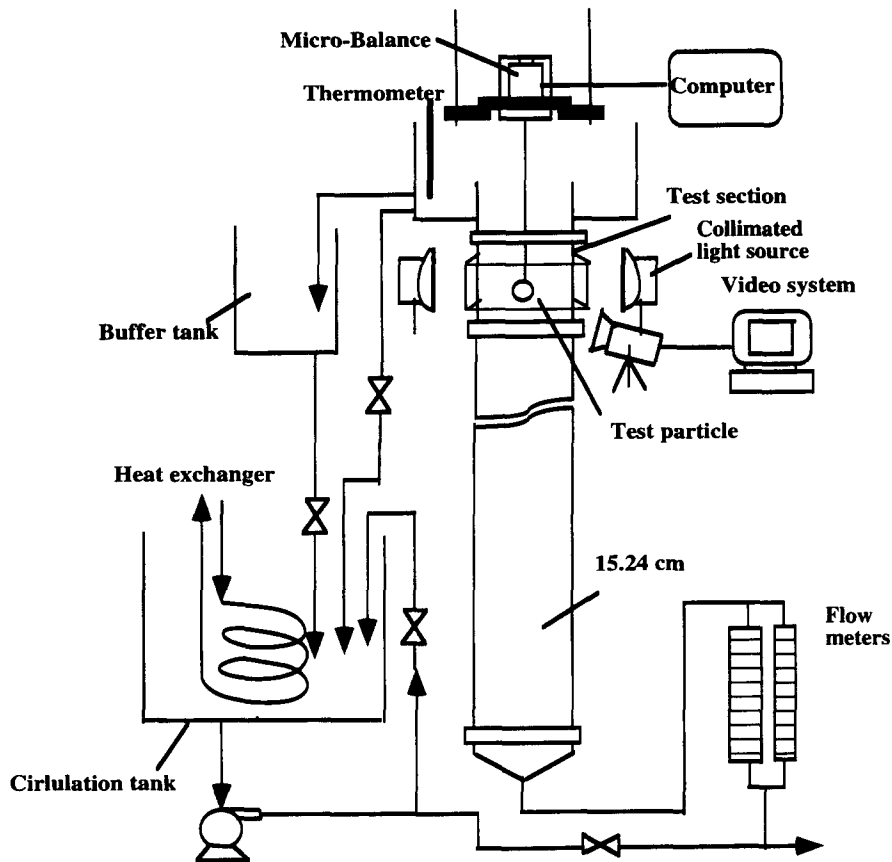 Micro-Balance
Computer
Thermometer
Test section
Collimated
light source
Video system
Buffer tank
Test particle
Heat exchanger
15.24 cm
Flow
meters
Cirlulation tank